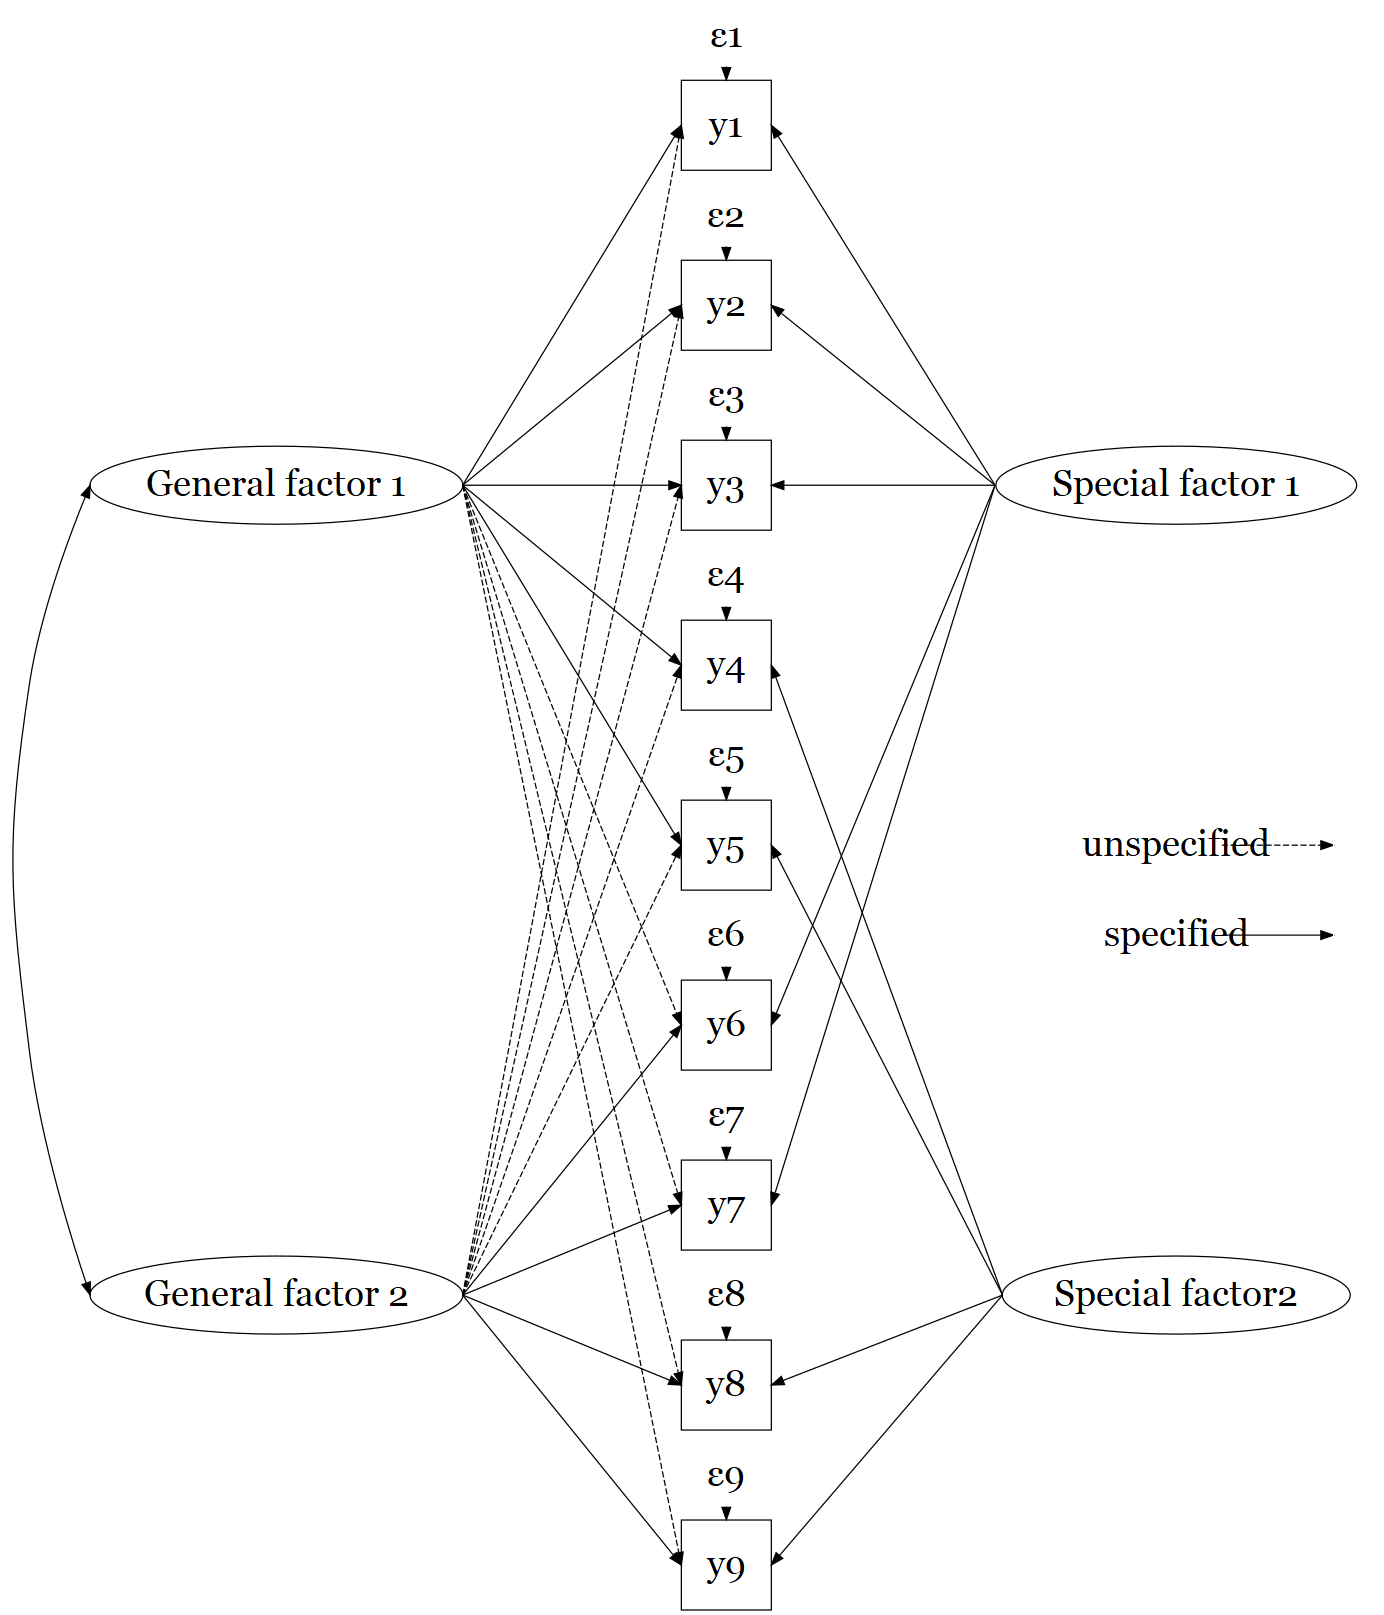 ε1
y1
ε2
y2
ε3
General factor 1
y3
Special factor 1
ε4
y4
ε5
y5
unspecified
ε6
specified
y6
ε7
y7
ε8
General factor 2
Special factor2
y8
ε9
y9